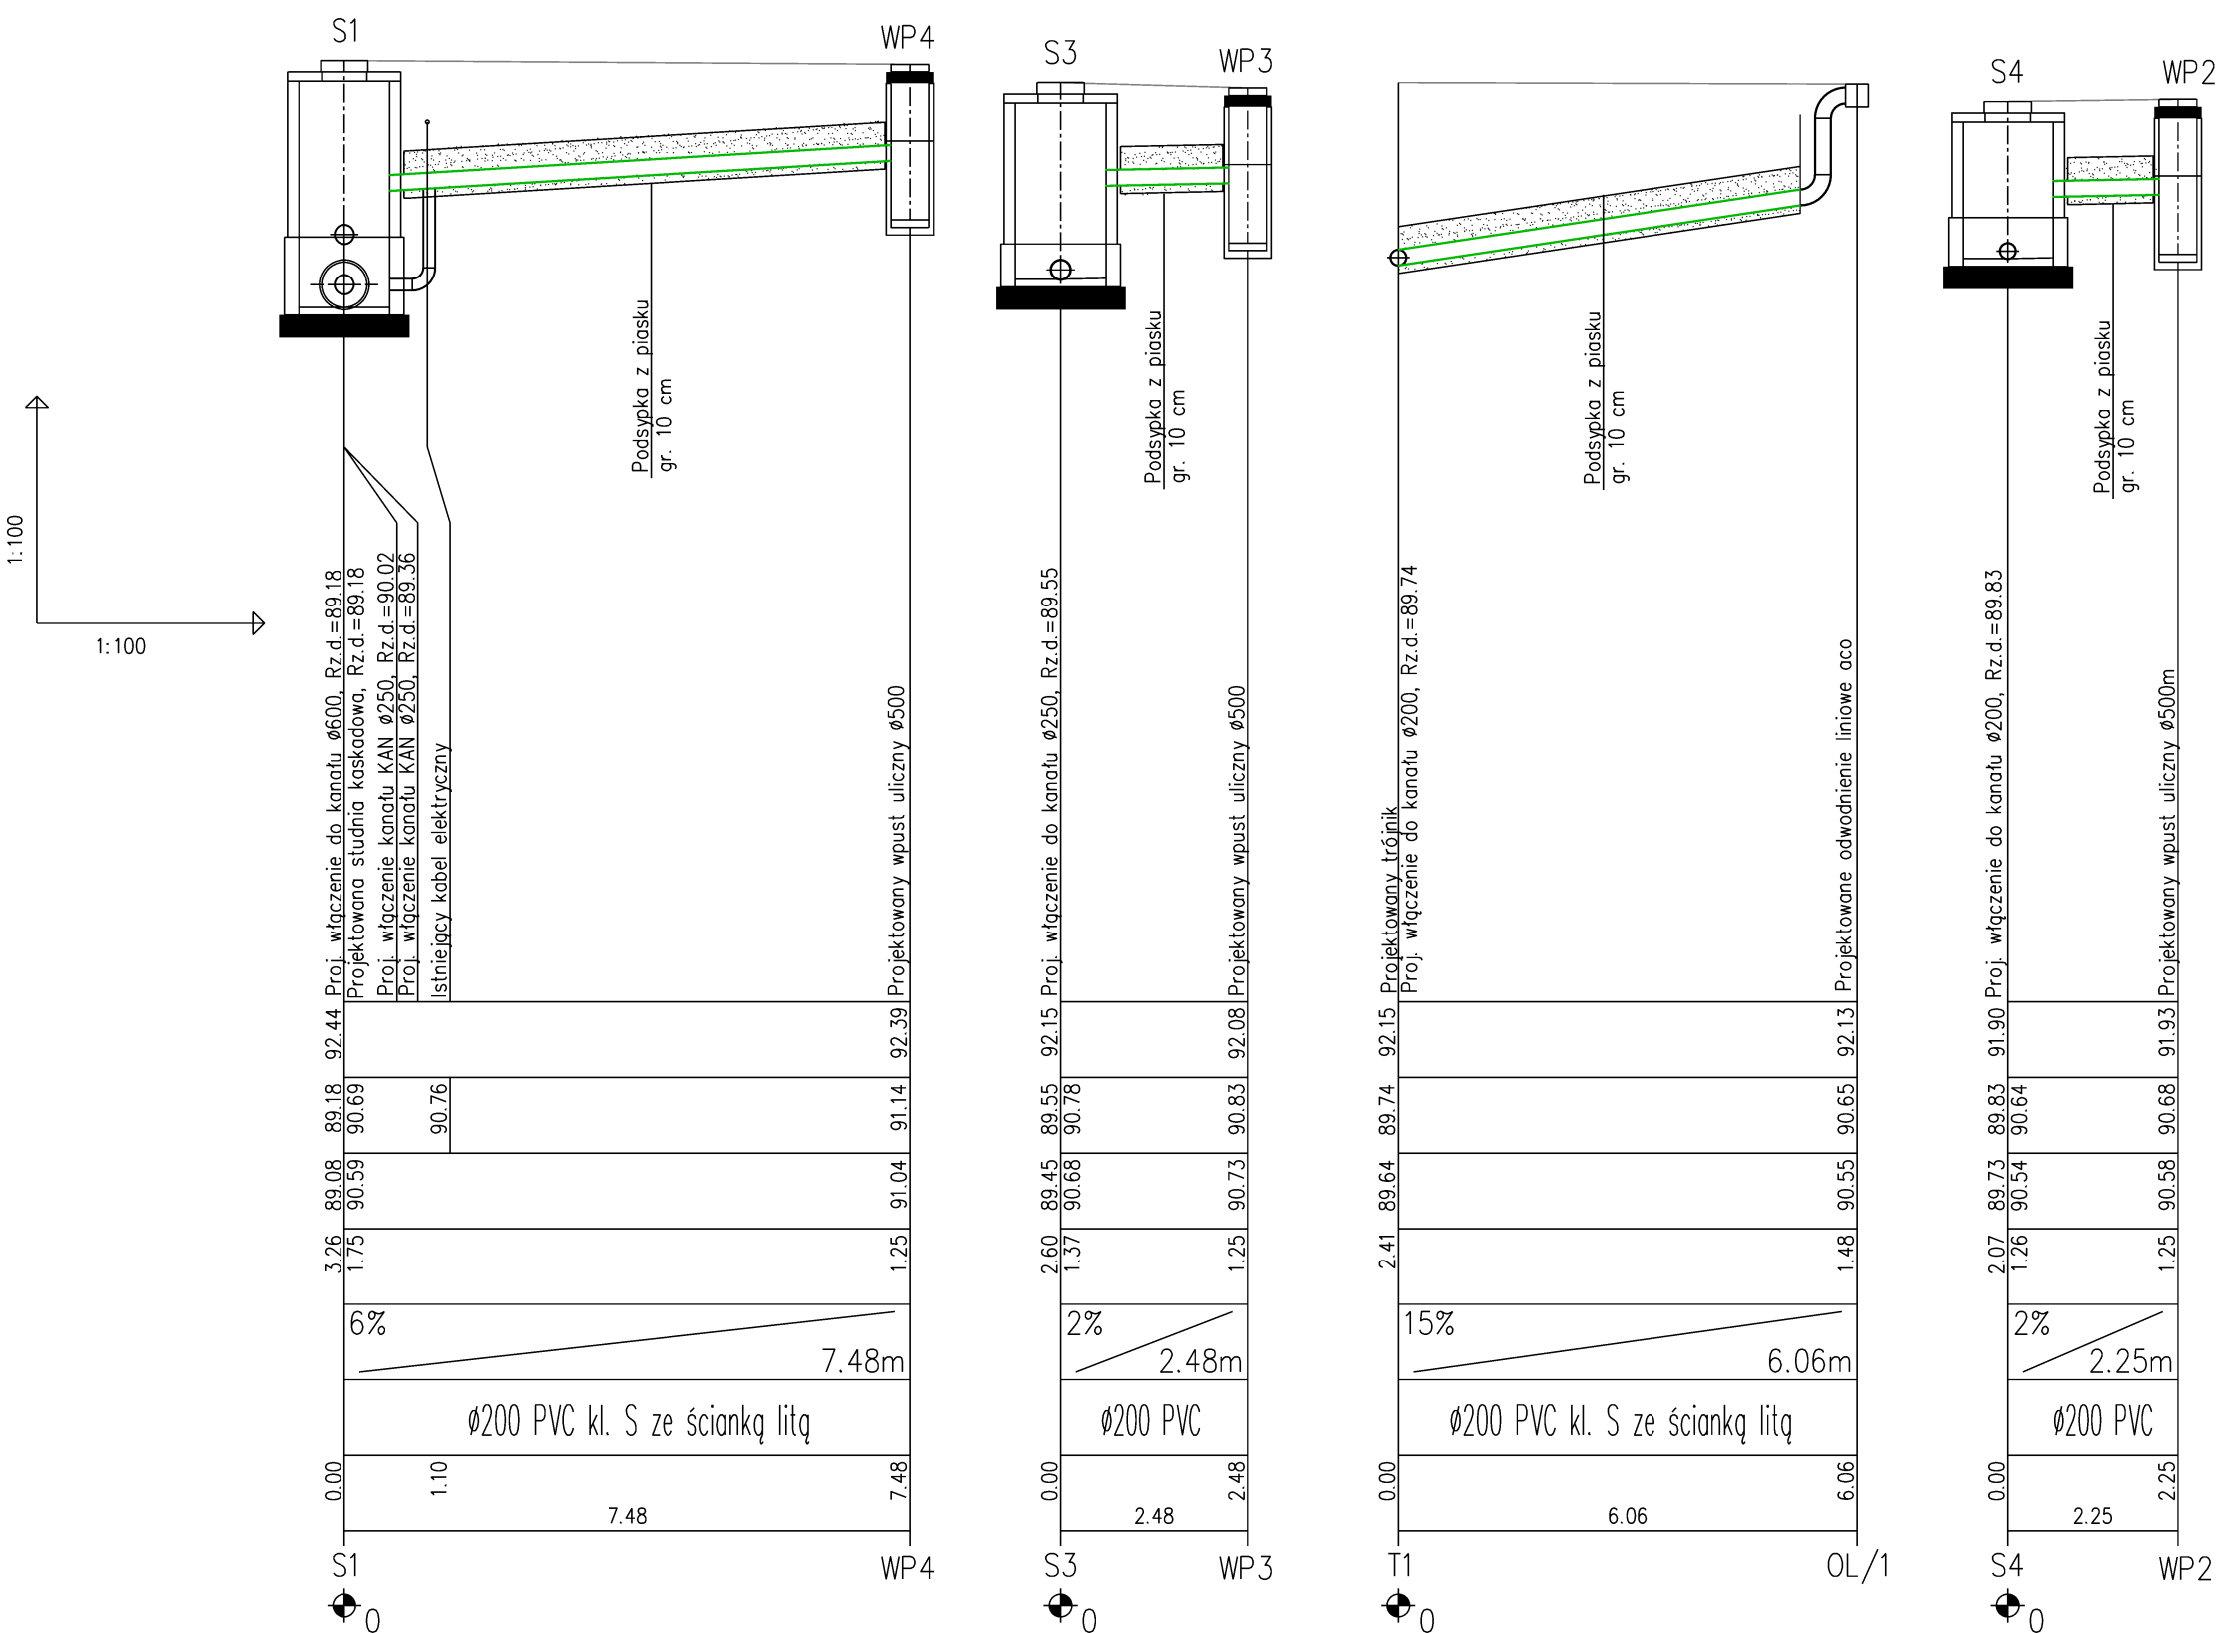 S1
WP4
S3
WP3
S4
WP2
1:100
1:100
Podsypka z piasku
gr. 10 cm
Podsypka z piasku
gr. 10 cm
Podsypka z piasku
gr. 10 cm
Podsypka z piasku
gr. 10 cm
Proj. włączenie do kanału ø600, Rz.d.=89.18
Projektowana studnia kaskadowa, Rz.d.=89.18
Proj. włączenie kanału KAN ø250, Rz.d.=90.02
Proj. włączenie kanału KAN ø250, Rz.d.=89.36
Istniejący kabel elektryczny
Projektowany wpust uliczny ø500
Proj. włączenie do kanału ø250, Rz.d.=89.55
Projektowany wpust uliczny ø500
Projektowany trójnik
Proj. włączenie do kanału ø200, Rz.d.=89.74
Projektowane odwodnienie liniowe aco
Proj. włączenie do kanału ø200, Rz.d.=89.83
Projektowany wpust uliczny ø500m
92.44 92.39 92.15 92.08 92.15 92.13 91.90 91.93
89.18 90.69 90.76 91.14 89.55 90.78 90.83 89.74 90.65 89.83 90.64 90.68
89.08 90.59 91.04 89.45 90.68 90.73 89.64 90.55 89.73 90.54 90.58
3.26 1.75 1.25 2.60 1.37 1.25 2.41 1.48 2.07 1.26 1.25
6% 2% 15% 2%
7.48m 2.48m 6.06m 2.25m
ø200 PVC kl. S ze ścianką litą
ø200 PVC
ø200 PVC kl. S ze ścianką litą
ø200 PVC
0.00 1.10 7.48 0.00 2.48 0.00 6.06 0.00 2.25
7.48 2.48 6.06 2.25
S1 WP4 S3 WP3 T1 OL/1 S4 WP2
0 0 0 0